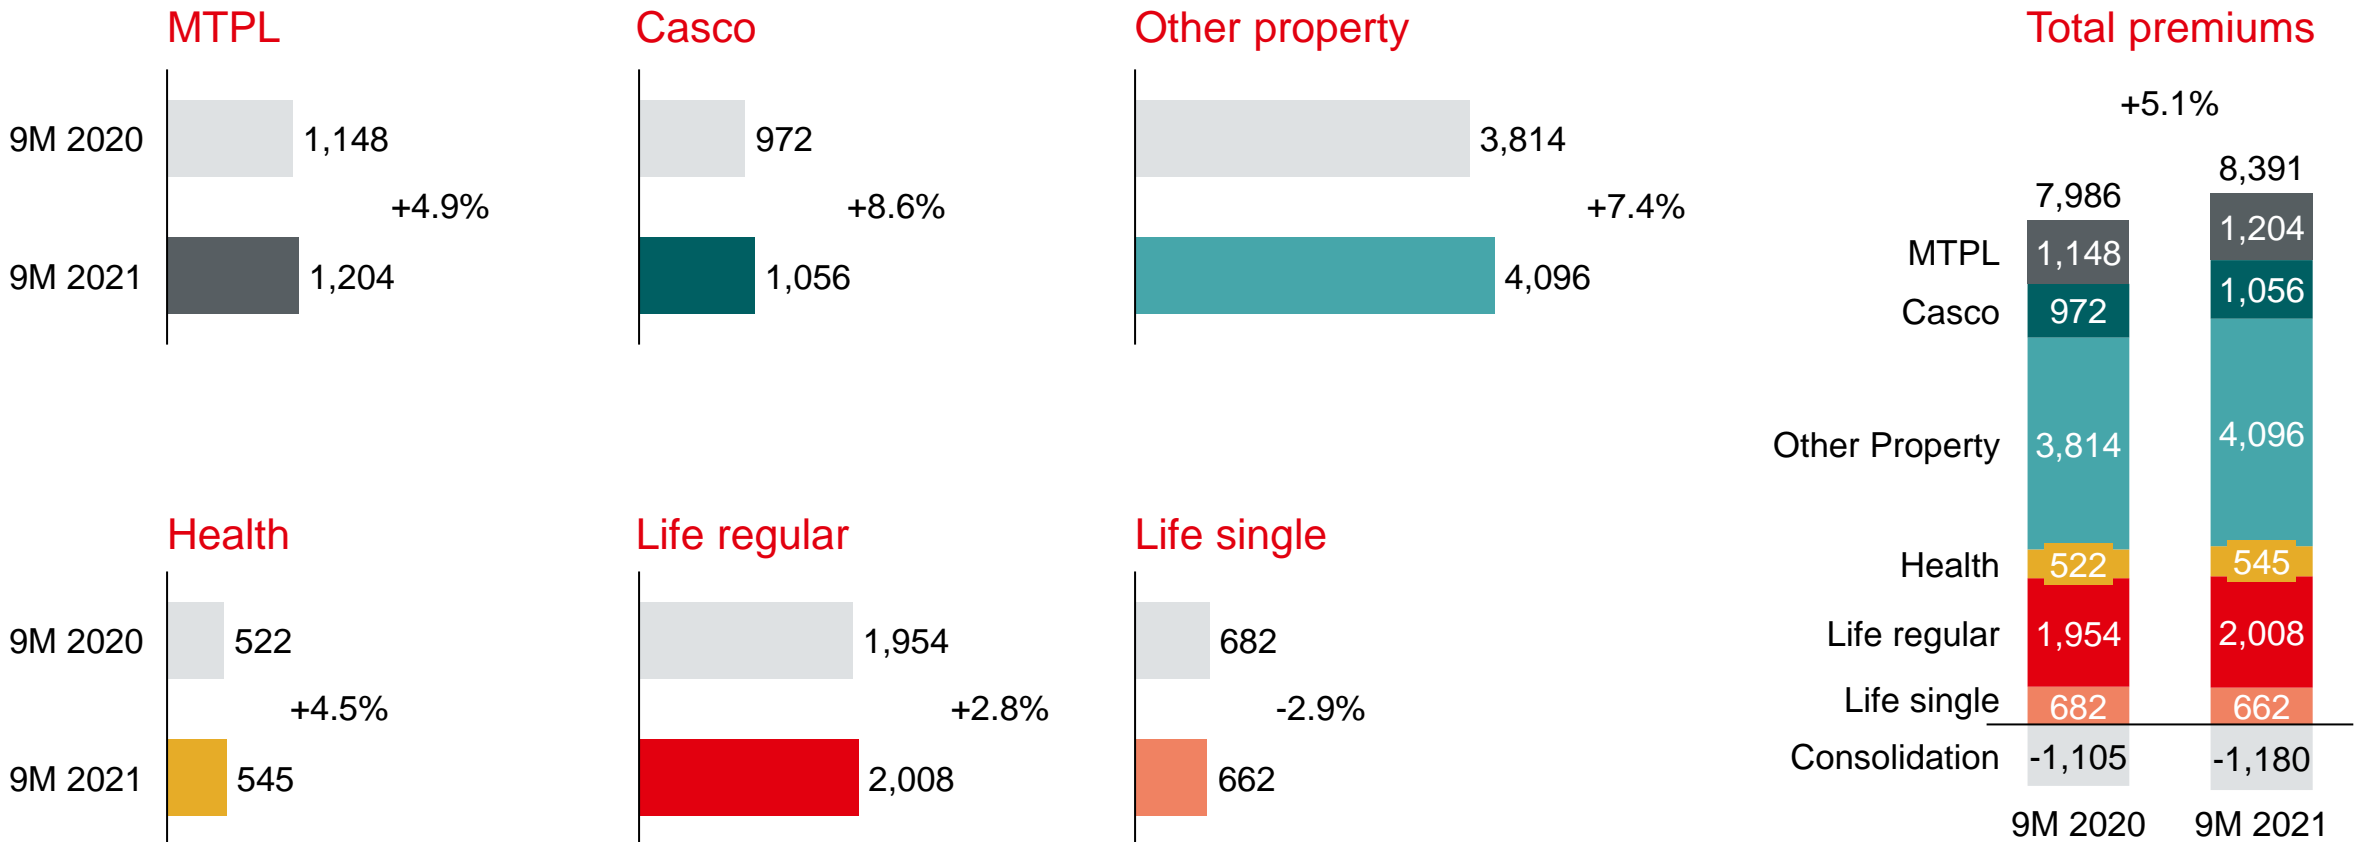 MTPL
9M 2020
1,148
+4.9%
9M 2021
1,204
Casco
972
+8.6%
1,056
Other property
3,814
+7.4%
4,096
Health
9M 2020
522
+4.5%
9M 2021
545
Life regular
1,954
+2.8%
2,008
Life single
682
-2.9%
662
Total premiums
+5.1%
7,986
8,391
MTPL
1,148
1,204
Casco
972
1,056
Other Property
3,814
4,096
Health
522
545
Life regular
1,954
2,008
Life single
682
662
Consolidation
-1,105
-1,180
9M 2020
9M 2021